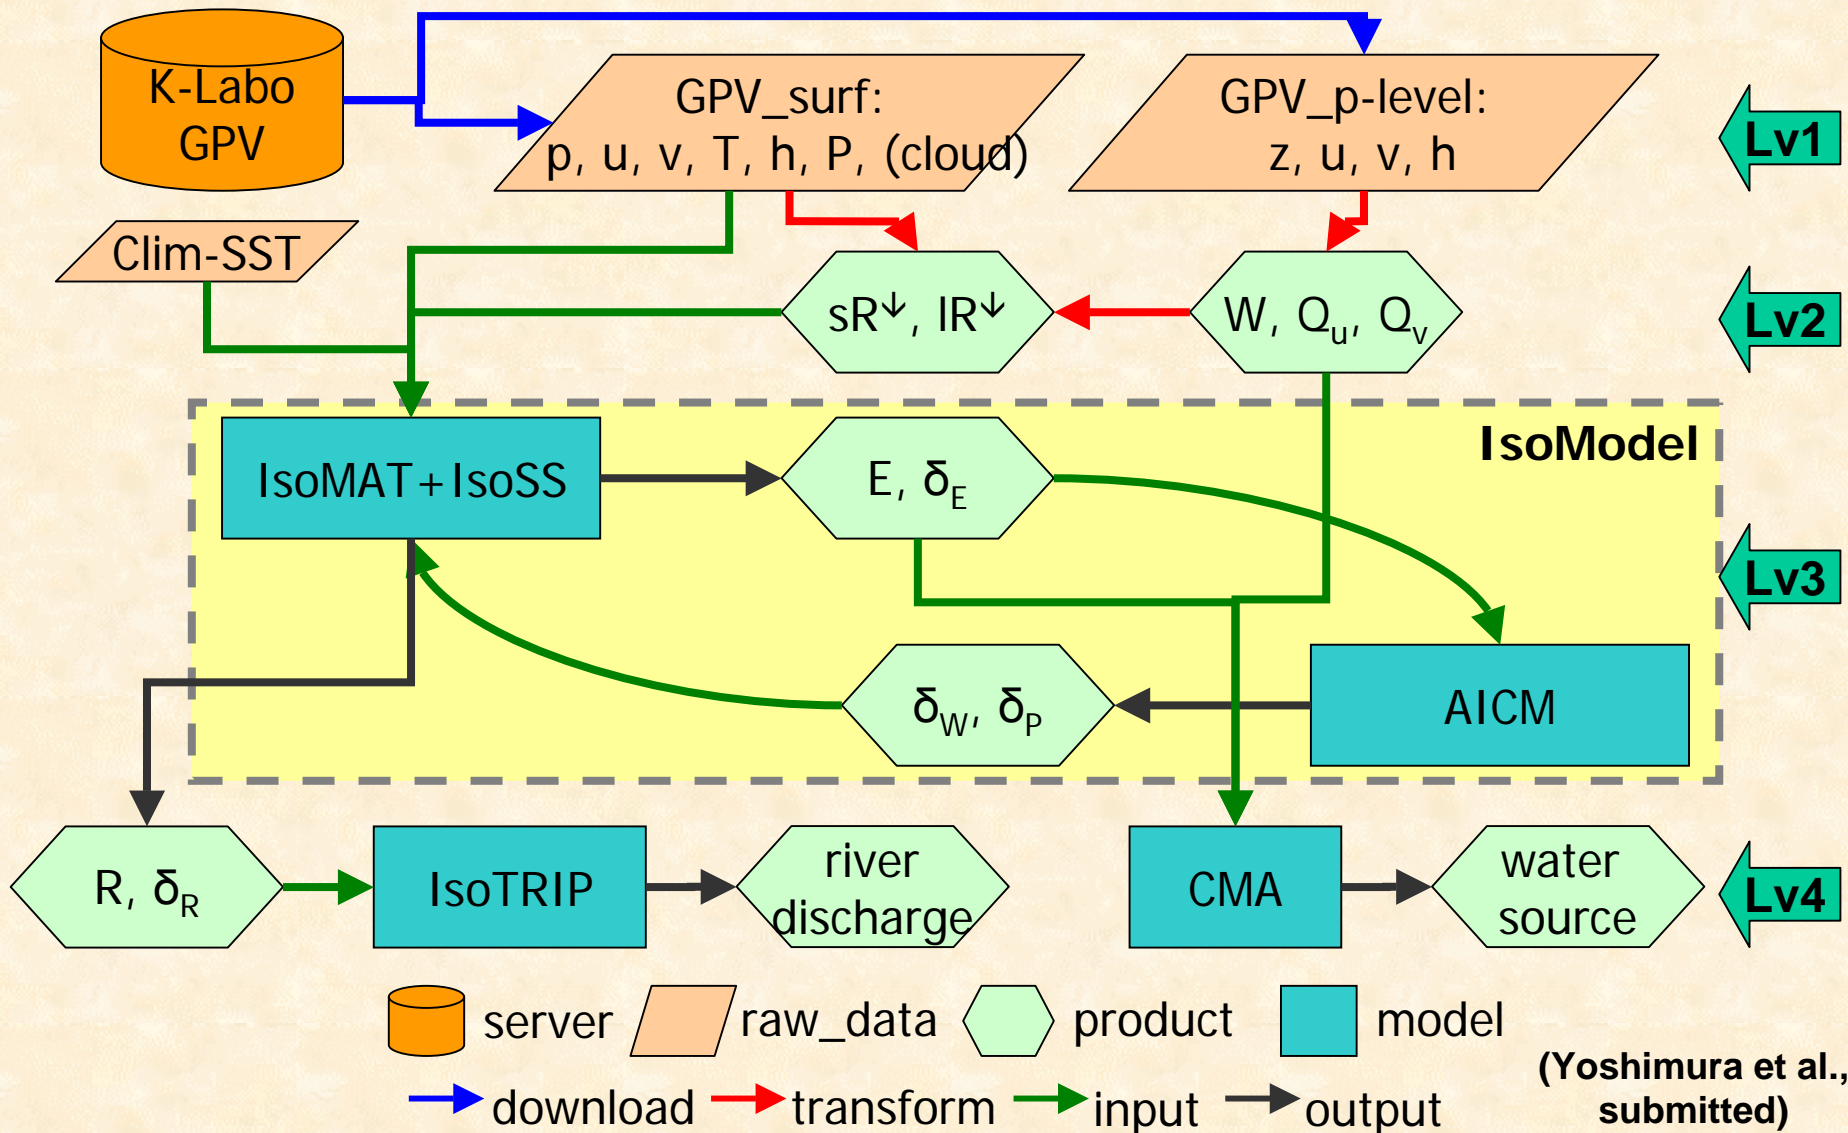 K-Labo
GPV
GPV_surf:
p, u, v, T, h, P, (cloud)
GPV_p-level:
z, u, v, h
Lv1
Clim-SST
sR↓, lR↓
W, Qu, Qv
Lv2
IsoModel
IsoMAT+IsoSS
E, δE
Lv3
δW, δP
AICM
R, δR
IsoTRIP
river
discharge
CMA
water
source
Lv4
server
raw_data
product
model
download
transform
input
output
(Yoshimura et al.,
submitted)